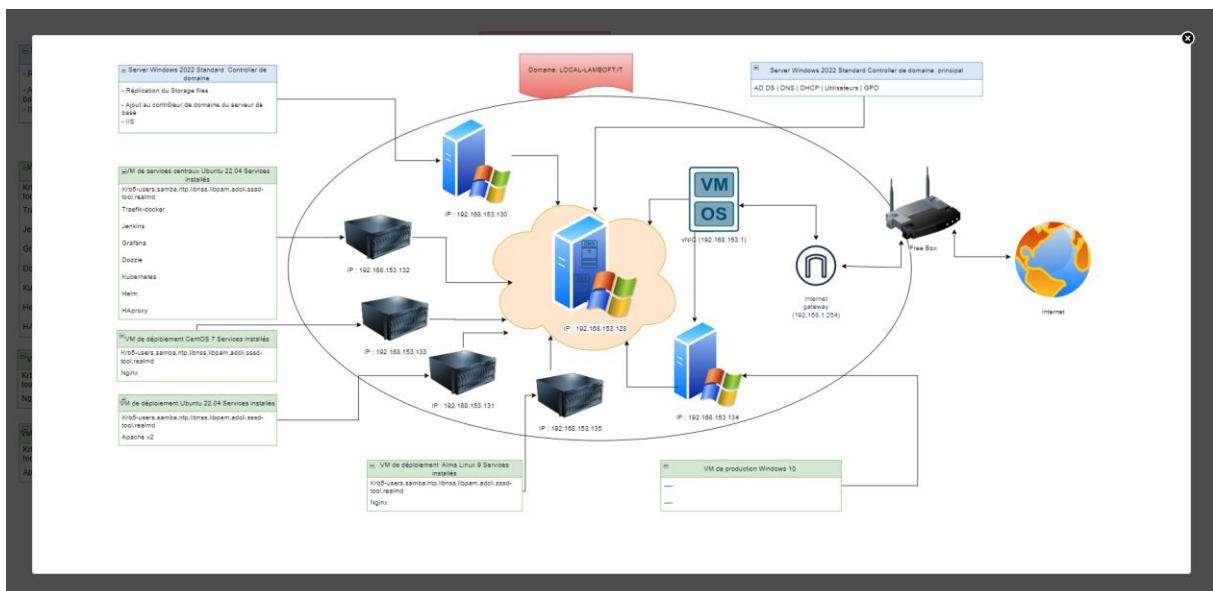 Domaine: LOCAL-LAMBOFT.IT
Server Windows 2022 Standard Controller de
domaine
- Réplication du Storage files
- Ajout au contrôleur de domaine du serveur de
base
- IIS
Server Windows 2022 Standard Controller de domaine principal
AD DS | DNS | DHCP | Utilisateurs | GPO
VM de services centraux Ubuntu 22.04 Services
installés
Krb5-users,samba,ntp,libnss,libpam,adcli,sssd-
tool,realmd
Traefik-docker
Jenkins
Grafana
Dozzle
Kubernetes
Helm
HAproxy
VM de déploiement CentOS 7 Services installés
Krb5-users,samba,ntp,libnss,libpam,adcli,sssd-
tool,realmd
Nginx
VM de déploiement Ubuntu 22.04 Services installés
Krb5-users,samba,ntp,libnss,libpam,adcli,sssd-
tool,realmd
Apache v2
VM de déploiement Alma Linux 9 Services
installés
Krb5-users,samba,ntp,libnss,libpam,adcli,sssd-
tool,realmd
Nginx
VM de production Windows 10
----
----
IP : 192.168.153.130
IP : 192.168.153.132
IP : 192.168.153.133
IP : 192.168.153.131
IP : 192.168.153.135
DNS
IP : 192.168.153.128
VM
OS
vNIC (192.168.153.1)
IP : 192.168.153.134
Internet
gateway
(192.168.1.254)
Free Box
Internet